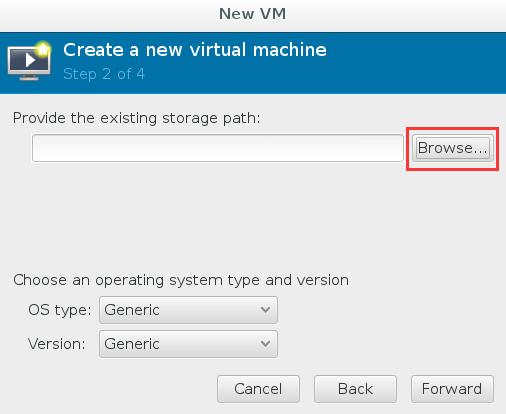 New VM
Create a new virtual machine
Step 2 of 4
Provide the existing storage path:
Browse...
Choose an operating system type and version
OS type: Generic
Version: Generic
Cancel Back Forward